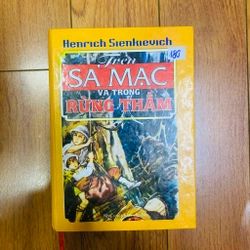 Henrich Sienkievich
Trên
SA MẠC
VÀ TRONG
RỪNG THẲM